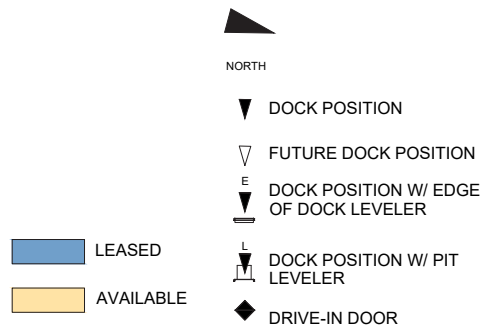 NORTH
DOCK POSITION
FUTURE DOCK POSITION
E
DOCK POSITION W/ EDGE
OF DOCK LEVELER
LEASED
L
DOCK POSITION W/ PIT
LEVELER
AVAILABLE
DRIVE-IN DOOR